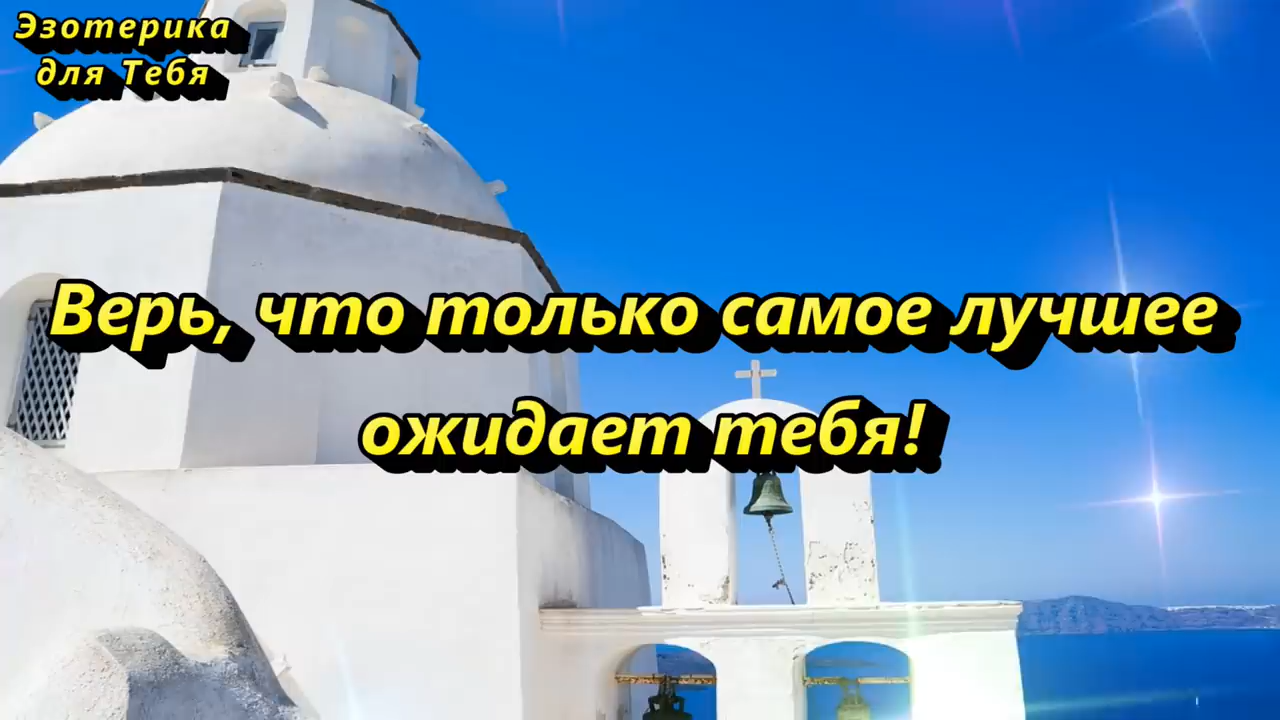 Эзотерика
для Тебя
Верь, что только самое лучшее
ожидает тебя!